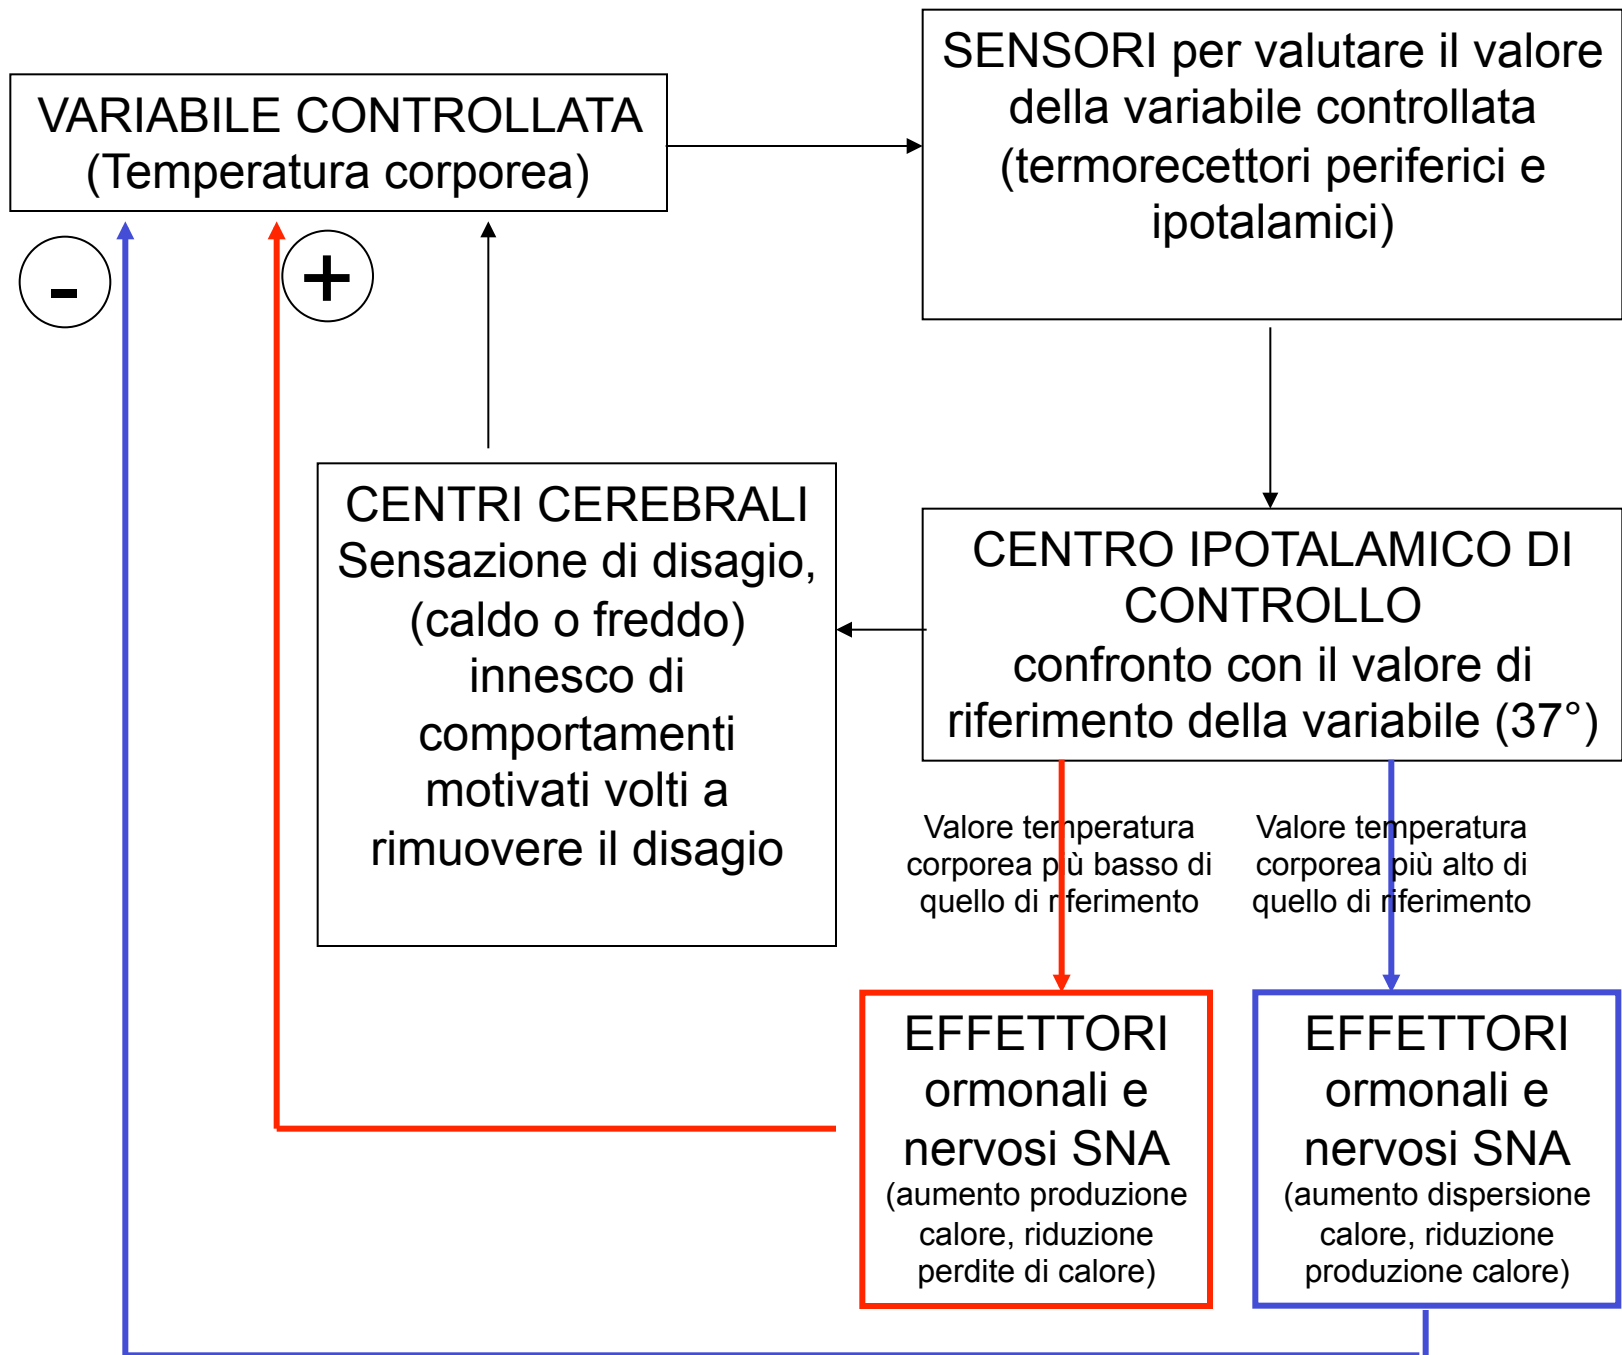 VARIABILE CONTROLLATA
(Temperatura corporea)
SENSORI per valutare il valore
della variabile controllata
(termorecettori periferici e
ipotalamici)
-
+
CENTRI CEREBRALI
Sensazione di disagio,
(caldo o freddo)
innesco di
comportamenti
motivati volti a
rimuovere il disagio
CENTRO IPOTALAMICO DI
CONTROLLO
confronto con il valore di
riferimento della variabile (37°)
Valore temperatura
corporea più basso di
quello di riferimento
Valore temperatura
corporea più alto di
quello di riferimento
EFFETTORI
ormonali e
nervosi SNA
(aumento produzione
calore, riduzione
perdite di calore)
EFFETTORI
ormonali e
nervosi SNA
(aumento dispersione
calore, riduzione
produzione calore)